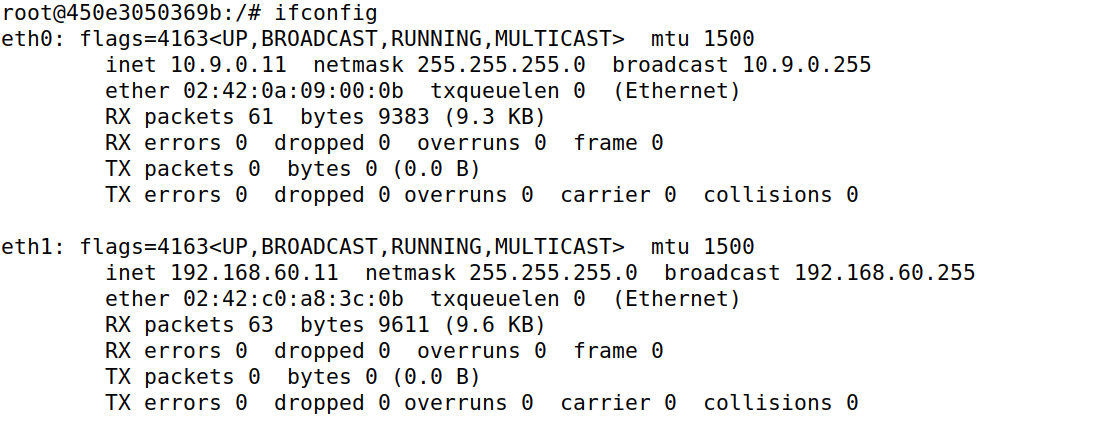 root@450e3050369b:/# ifconfig
eth0: flags=4163<UP,BROADCAST,RUNNING,MULTICAST>  mtu 1500
        inet 10.9.0.11  netmask 255.255.255.0  broadcast 10.9.0.255
        ether 02:42:0a:09:00:0b  txqueuelen 0  (Ethernet)
        RX packets 61  bytes 9383 (9.3 KB)
        RX errors 0  dropped 0  overruns 0  frame 0
        TX packets 0  bytes 0 (0.0 B)
        TX errors 0  dropped 0 overruns 0  carrier 0  collisions 0

eth1: flags=4163<UP,BROADCAST,RUNNING,MULTICAST>  mtu 1500
        inet 192.168.60.11  netmask 255.255.255.0  broadcast 192.168.60.255
        ether 02:42:c0:a8:3c:0b  txqueuelen 0  (Ethernet)
        RX packets 63  bytes 9611 (9.6 KB)
        RX errors 0  dropped 0  overruns 0  frame 0
        TX packets 0  bytes 0 (0.0 B)
        TX errors 0  dropped 0 overruns 0  carrier 0  collisions 0